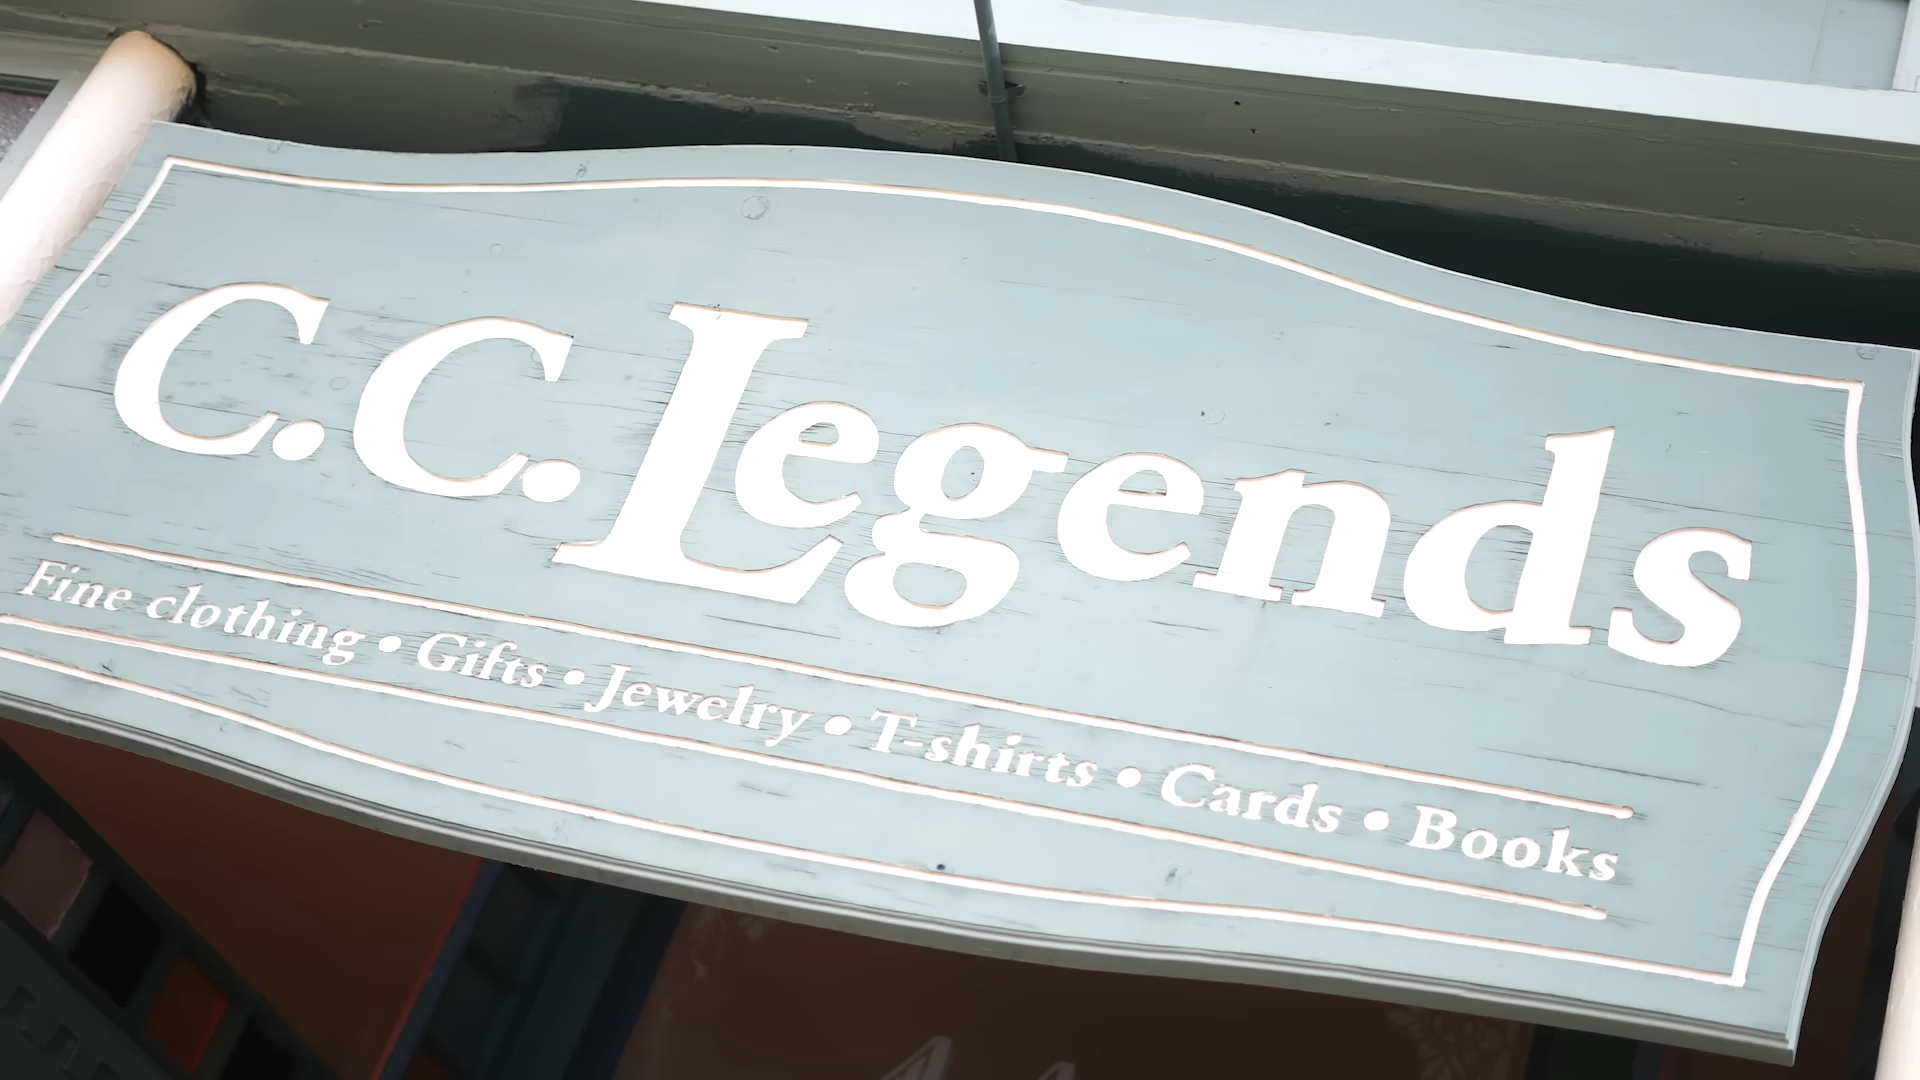 C.C. Legends
Fine clothing • Gifts • Jewelry • T-shirts • Cards • Books